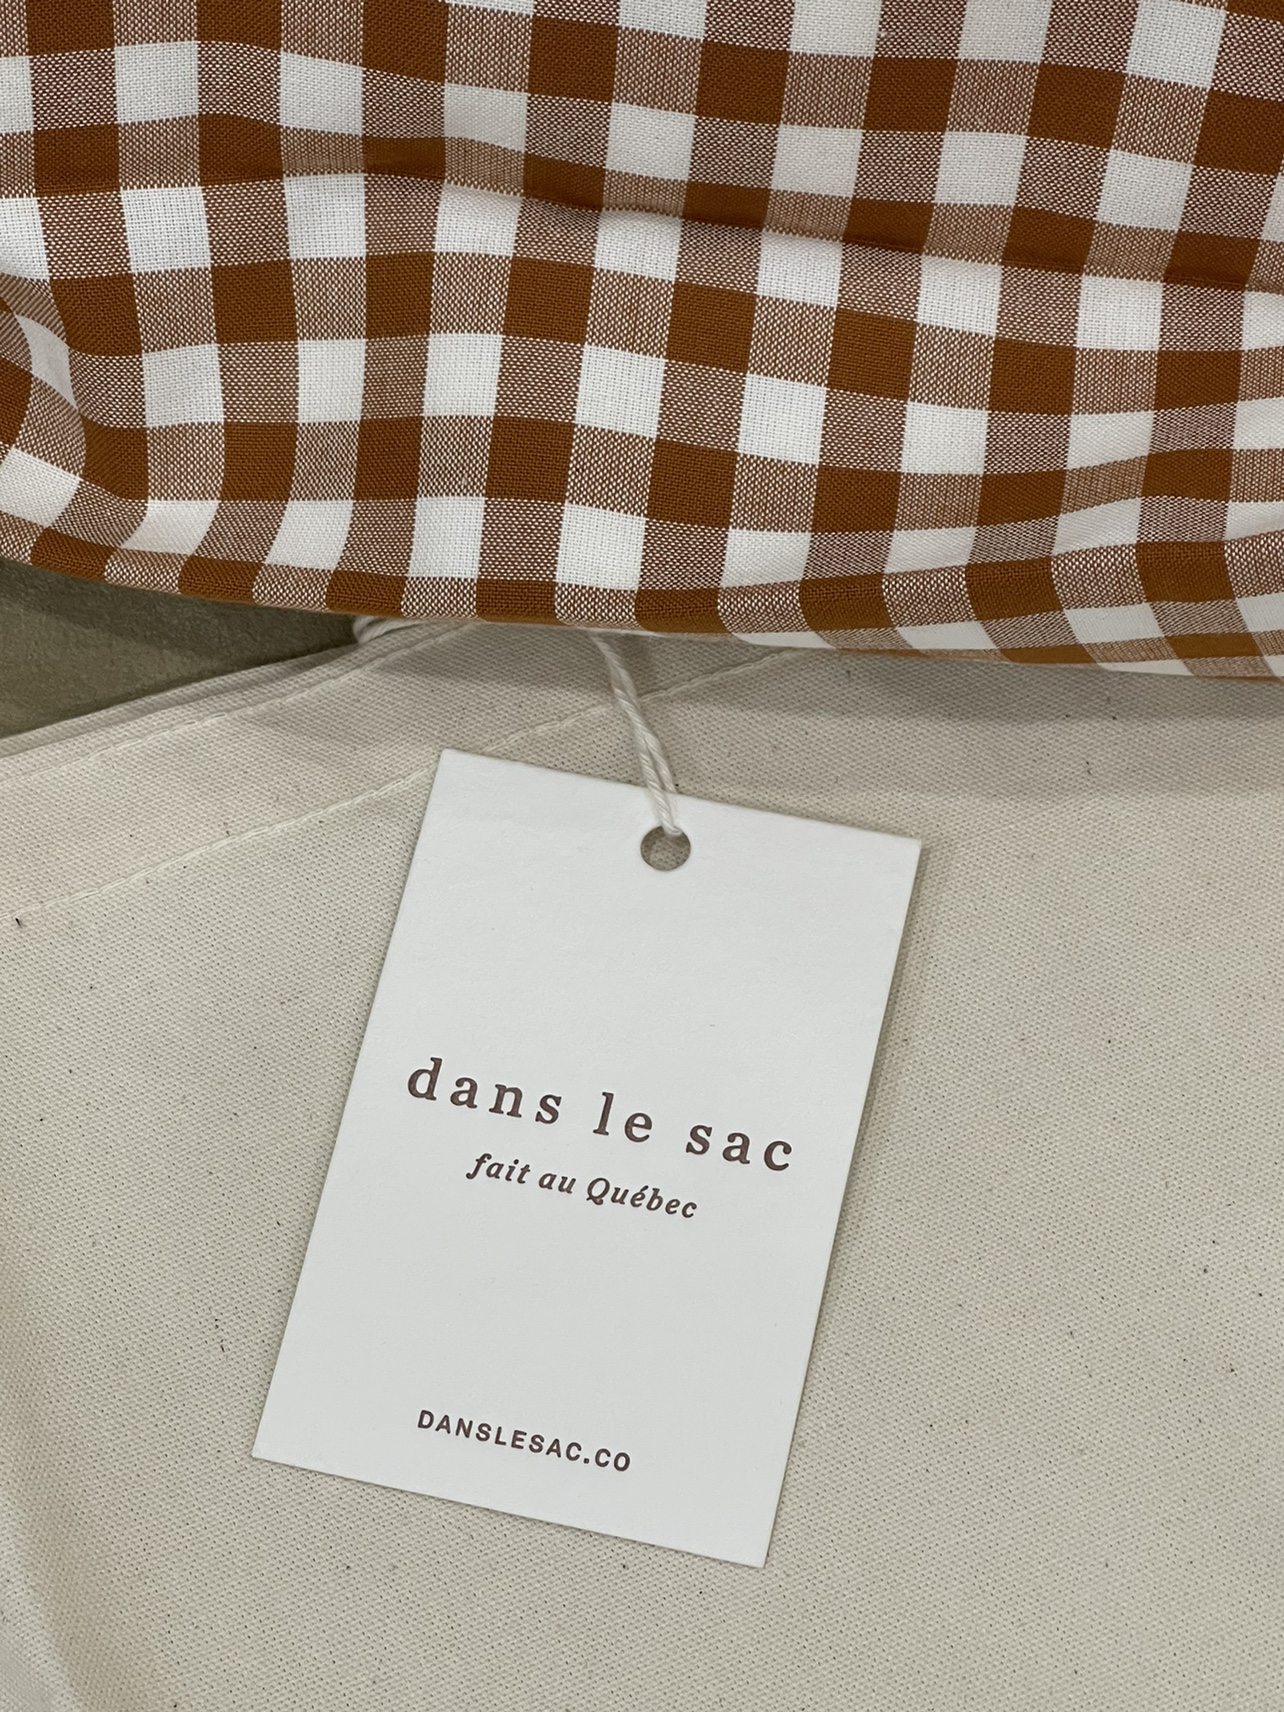 dans le sac
fait au Québec
DANSLESAC.CO